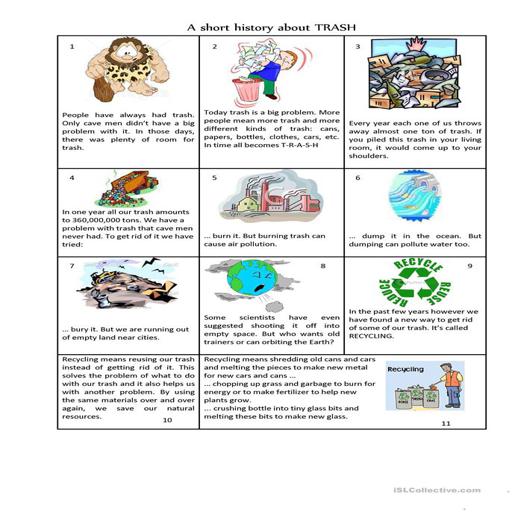 A short history about TRASH
1
People have always had trash.
Only cave men didn't have a big
problem with it. In those days,
there was plenty of room for
trash.
2
Today trash is a big problem. More
people mean more trash and more
different kinds of trash: cans,
papers, bottles, clothes, cars, etc.
In time all becomes T-R-A-S-H
3
Every year each one of us throws
away almost one ton of trash. If
you piled this trash in your living
room, it would come up to your
shoulders.
4
In one year all our trash amounts
to 360,000,000 tons. We have a
problem with trash that cave men
never had. To get rid of it we have
tried:
5
... burn it. But burning trash can
cause air pollution.
6
... dump it in the ocean. But
dumping can pollute water too.
7
... bury it. But we are running out
of empty land near cities.
8
Some scientists have even
suggested shooting it off into
empty space. But who wants old
trainers or can orbiting the Earth?
9
RECYCLE
REDUCE
REUSE
In the past few years however we
have found a new way to get rid
of some of our trash. It's called
RECYCLING.
Recycling means reusing our trash
instead of getting rid of it. This
solves the problem of what to do
with our trash and it also helps us
with another problem. By using
the same materials over and over
again, we save our natural
resources.
10
Recycling means shredding old cans and cars
and melting the pieces to make new metal
for new cars and cans ...
... chopping up grass and garbage to burn for
energy or to make fertilizer to help new
plants grow.
... crushing bottle into tiny glass bits and
melting these bits to make new glass.
Recycling
11
iSLCollective.com